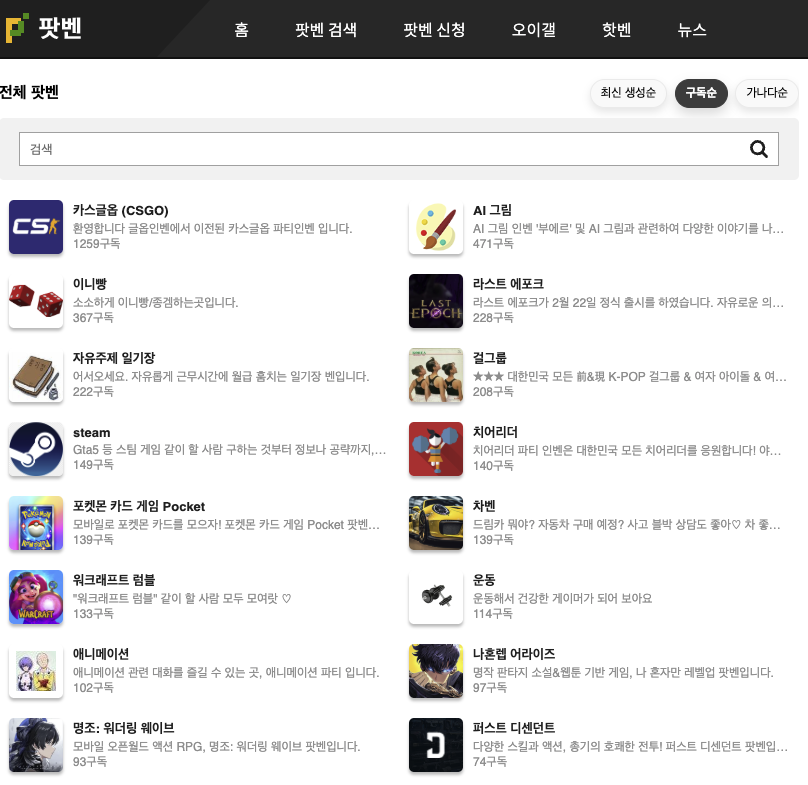 팟벤
홈 팟벤 검색 팟벤 신청 오이갤 핫벤 뉴스
전체 팟벤
최신 생성순 구독순 가나다순
검색
카스글옵 (CSGO)
환영합니다 글옵인벤에서 이전된 카스글옵 파티인벤 입니다.
1259구독
AI 그림
AI 그림 인벤 '부에르' 및 AI 그림과 관련하여 다양한 이야기를 나…
471구독
이니빵
소소하게 이니빵/종겜하는곳입니다.
367구독
LAST
EPOCH
라스트 에포크
라스트 에포크가 2월 22일 정식 출시를 하였습니다. 자유로운 의…
228구독
자유주제 일기장
어서오세요. 자유롭게 근무시간에 월급 훔치는 일기장 벤입니다.
222구독
걸그룹
★★★ 대한민국 모든 前&現 K-POP 걸그룹 & 여자 아이돌 & 여…
208구독
steam
Gta5 등 스팀 게임 같이 할 사람 구하는 것부터 정보나 공략까지,…
149구독
치어리더
치어리더 파티 인벤은 대한민국 모든 치어리더를 응원합니다! 야…
140구독
포켓몬 카드 게임 Pocket
모바일로 포켓몬 카드를 모으자! 포켓몬 카드 게임 Pocket 팟벤…
139구독
차벤
드림카 뭐야? 자동차 구매 예정? 사고 블박 상담도 좋아♡ 차 좋…
139구독
WARCRAFT
워크래프트 럼블
"워크래프트 럼블" 같이 할 사람 모두 모여랏 ♡
133구독
운동
운동해서 건강한 게이머가 되어 보아요
114구독
애니메이션
애니메이션 관련 대화를 즐길 수 있는 곳, 애니메이션 파티 입니다.
102구독
나혼렙 어라이즈
명작 판타지 소설&웹툰 기반 게임, 나 혼자만 레벨업 팟벤입니다.
97구독
명조: 워더링 웨이브
모바일 오픈월드 액션 RPG, 명조: 워더링 웨이브 팟벤입니다.
93구독
퍼스트 디센던트
다양한 스킬과 액션, 총기의 호쾌한 전투! 퍼스트 디센던트 팟벤입…
74구독